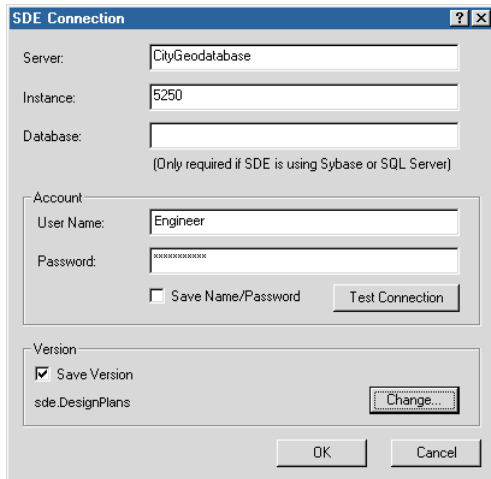 SDE Connection ? x
Server: CityGeodatabase
Instance: 5250
Database:
(Only required if SDE is using Sybase or SQL Server)
Account
User Name: Engineer
Password: ***********
Save Name/Password Test Connection
Version
Save Version
sde.DesignPlans Change...
OK Cancel